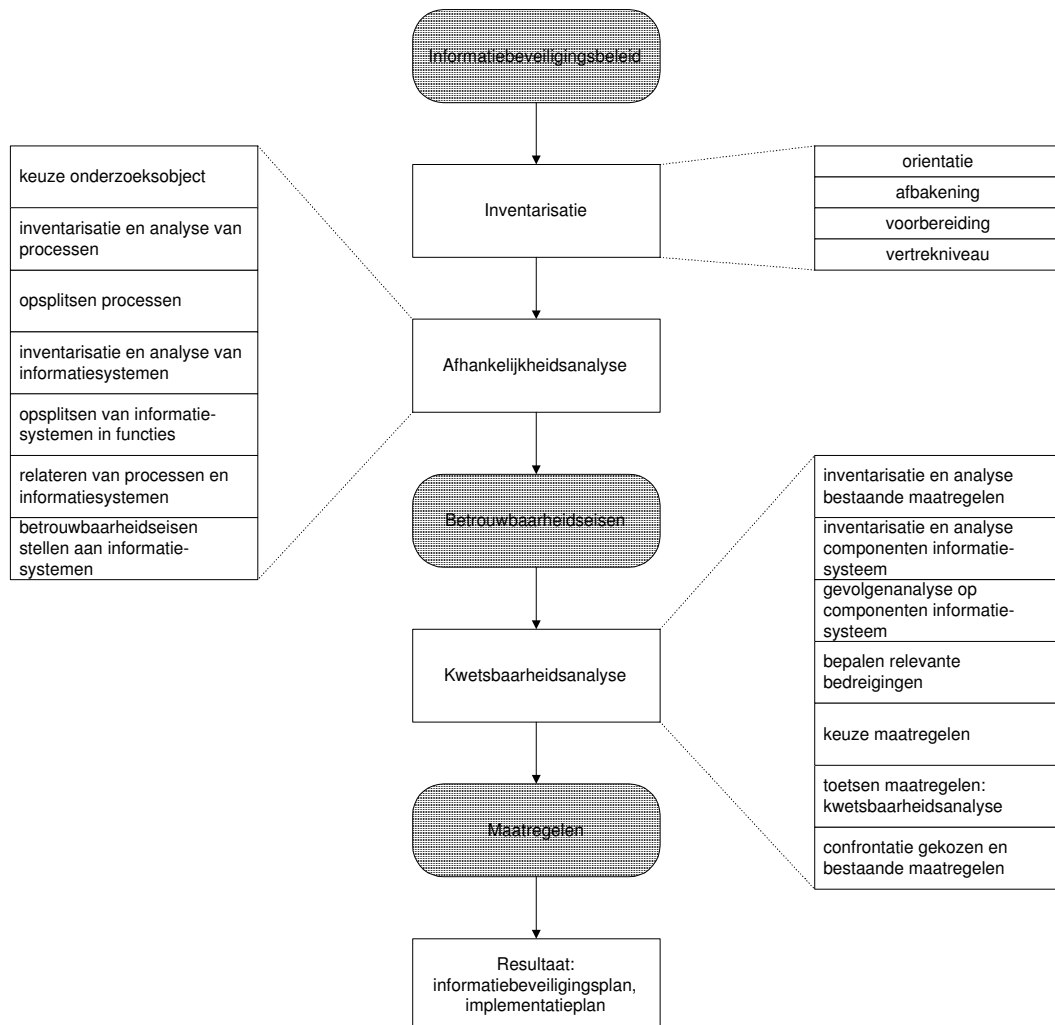 Informatiebeveiligingsbeleid
Inventarisatie
orientatie
afbakening
voorbereiding
vertrekniveau
keuze onderzoeksobject
inventarisatie en analyse van
processen
opsplitsen processen
inventarisatie en analyse van
informatiesystemen
opsplitsen van informatie-
systemen in functies
relateren van processen en
informatiesystemen
betrouwbaarheidseisen
stellen aan informatie-
systemen
Afhankelijkheidsanalyse
Betrouwbaarheidseisen
Kwetsbaarheidsanalyse
inventarisatie en analyse
bestaande maatregelen
inventarisatie en analyse
componenten informatie-
systeem
gevolgenanalyse op
componenten informatie-
systeem
bepalen relevante
bedreigingen
keuze maatregelen
toetsen maatregelen:
kwetsbaarheidsanalyse
confrontatie gekozen en
bestaande maatregelen
Maatregelen
Resultaat:
informatiebeveiligingsplan,
implementatieplan